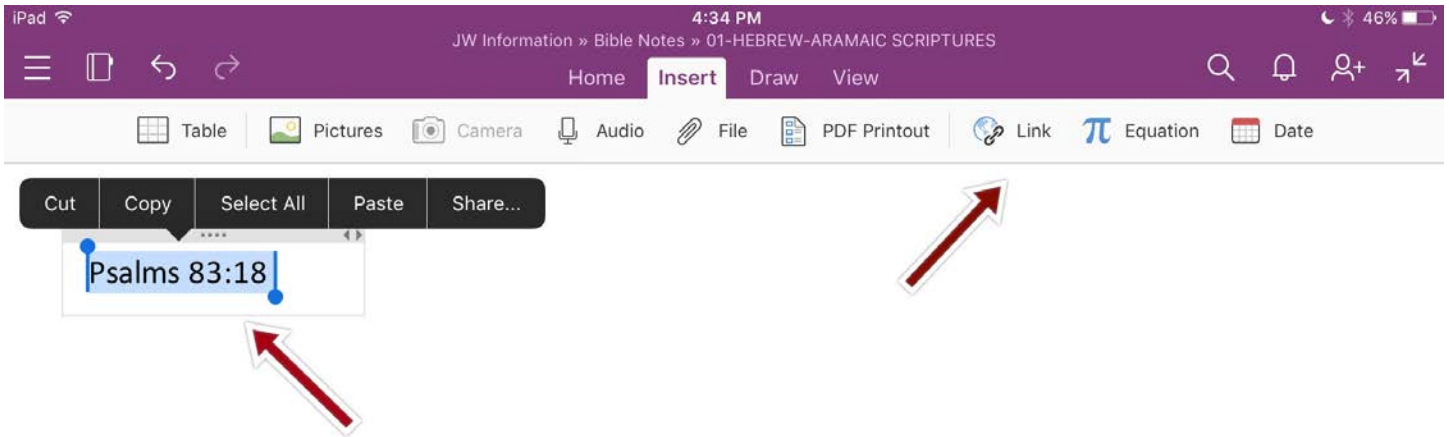 iPad 4:34 PM 46%
JW Information » Bible Notes » 01-HEBREW-ARAMAIC SCRIPTURES
Home Insert Draw View
Table Pictures Camera Audio File PDF Printout Link Equation Date
Cut Copy Select All Paste Share...
Psalms 83:18